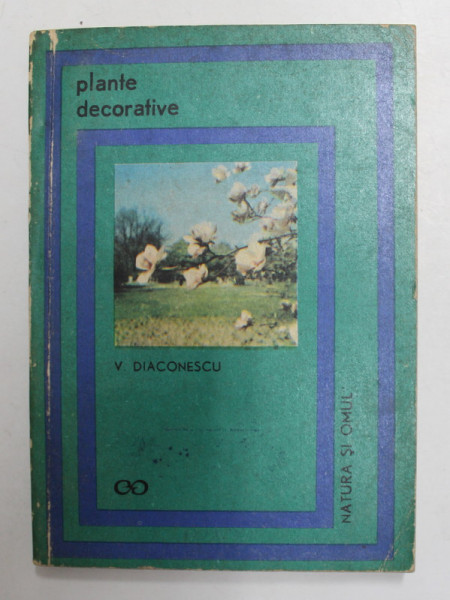 plante
decorative
V. DIACONESCU
NATURA ȘI OMUL